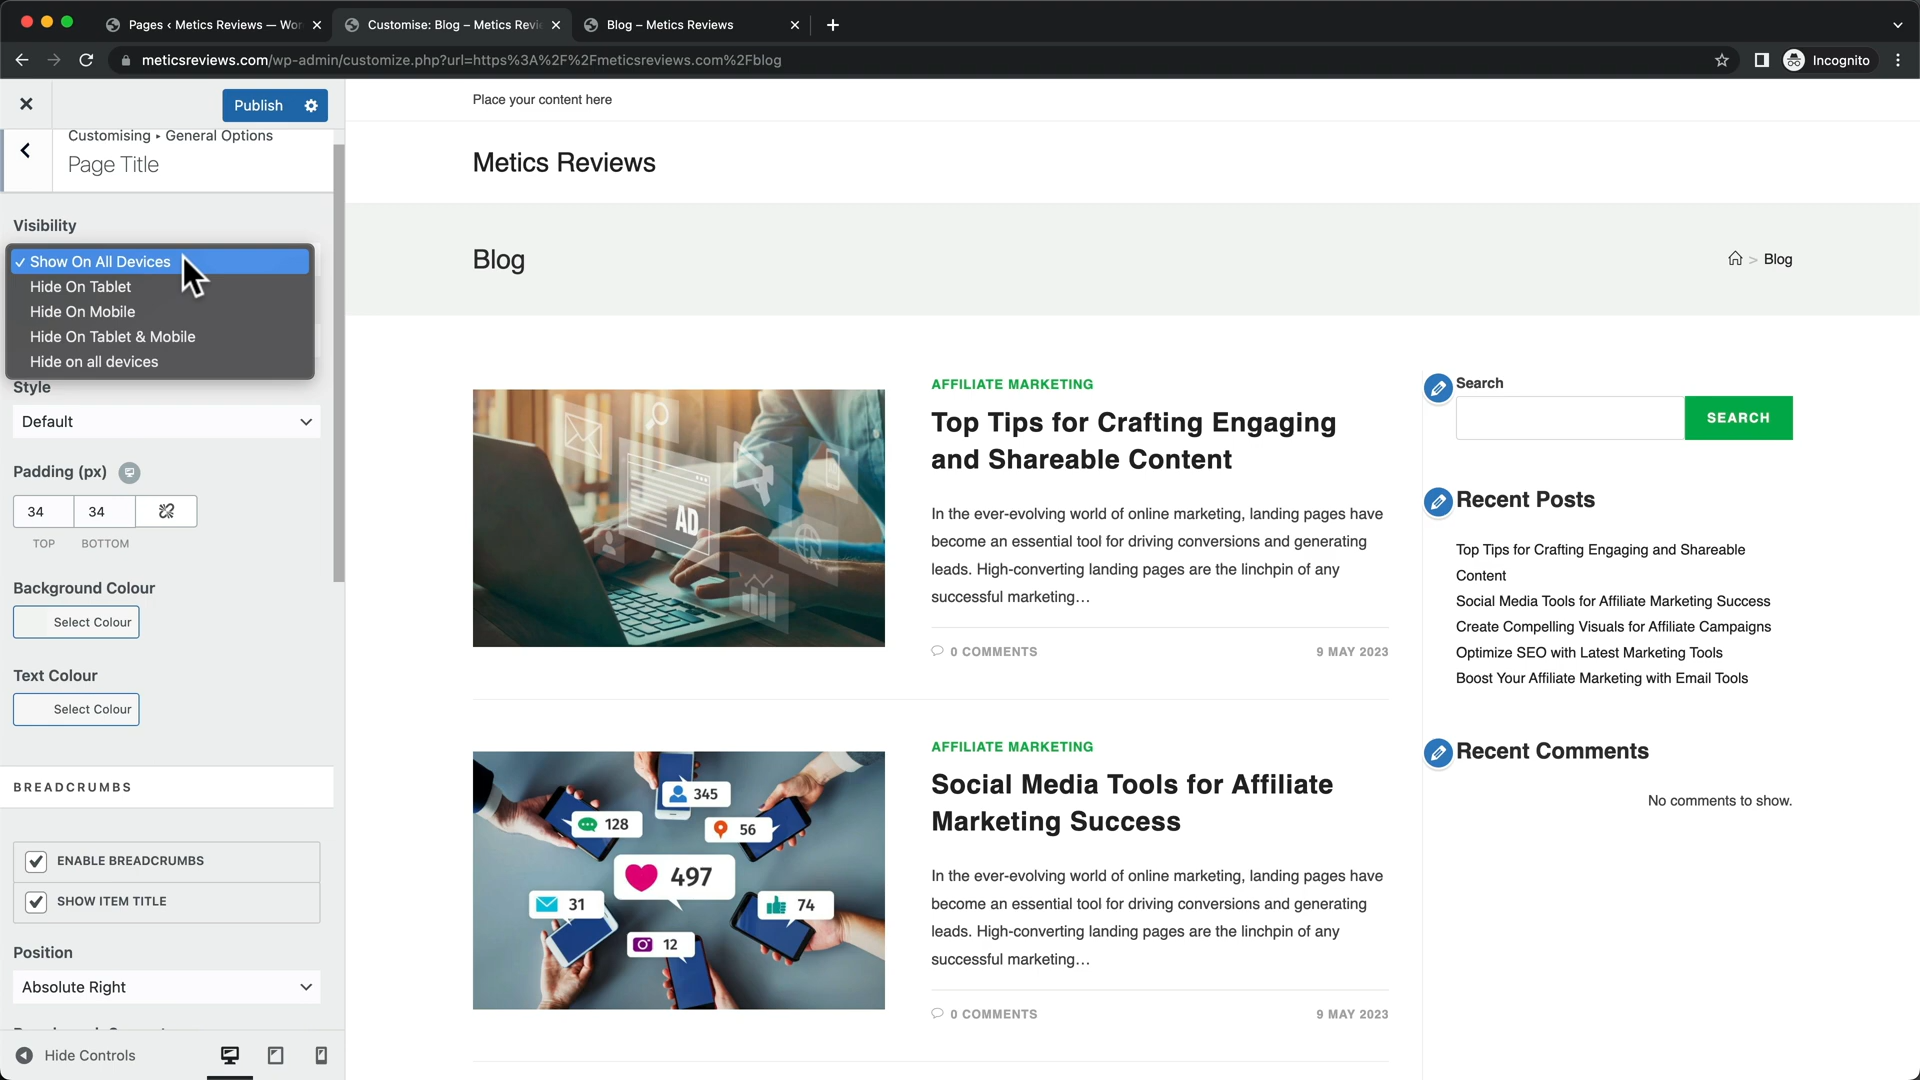 Pages ‹ Metics Reviews — Wor
Customise: Blog – Metics Revie
Blog – Metics Reviews
meticsreviews.com/wp-admin/customize.php?url=https%3A%2F%2Fmeticsreviews.com%2Fblog
Incognito
Publish
Customising ▸ General Options
Page Title
Visibility
✓ Show On All Devices
Hide On Tablet
Hide On Mobile
Hide On Tablet & Mobile
Hide on all devices
Style
Default
Padding (px)
34 34
TOP BOTTOM
Background Colour
Select Colour
Text Colour
Select Colour
BREADCRUMBS
ENABLE BREADCRUMBS
SHOW ITEM TITLE
Position
Absolute Right
Hide Controls
Place your content here
Metics Reviews
Blog
> Blog
AD
AFFILIATE MARKETING
Top Tips for Crafting Engaging
and Shareable Content
In the ever-evolving world of online marketing, landing pages have
become an essential tool for driving conversions and generating
leads. High-converting landing pages are the linchpin of any
successful marketing…
0 COMMENTS
9 MAY 2023
345
128
56
497
31
74
12
AFFILIATE MARKETING
Social Media Tools for Affiliate
Marketing Success
In the ever-evolving world of online marketing, landing pages have
become an essential tool for driving conversions and generating
leads. High-converting landing pages are the linchpin of any
successful marketing…
0 COMMENTS
9 MAY 2023
Search
SEARCH
Recent Posts
Top Tips for Crafting Engaging and Shareable
Content
Social Media Tools for Affiliate Marketing Success
Create Compelling Visuals for Affiliate Campaigns
Optimize SEO with Latest Marketing Tools
Boost Your Affiliate Marketing with Email Tools
Recent Comments
No comments to show.